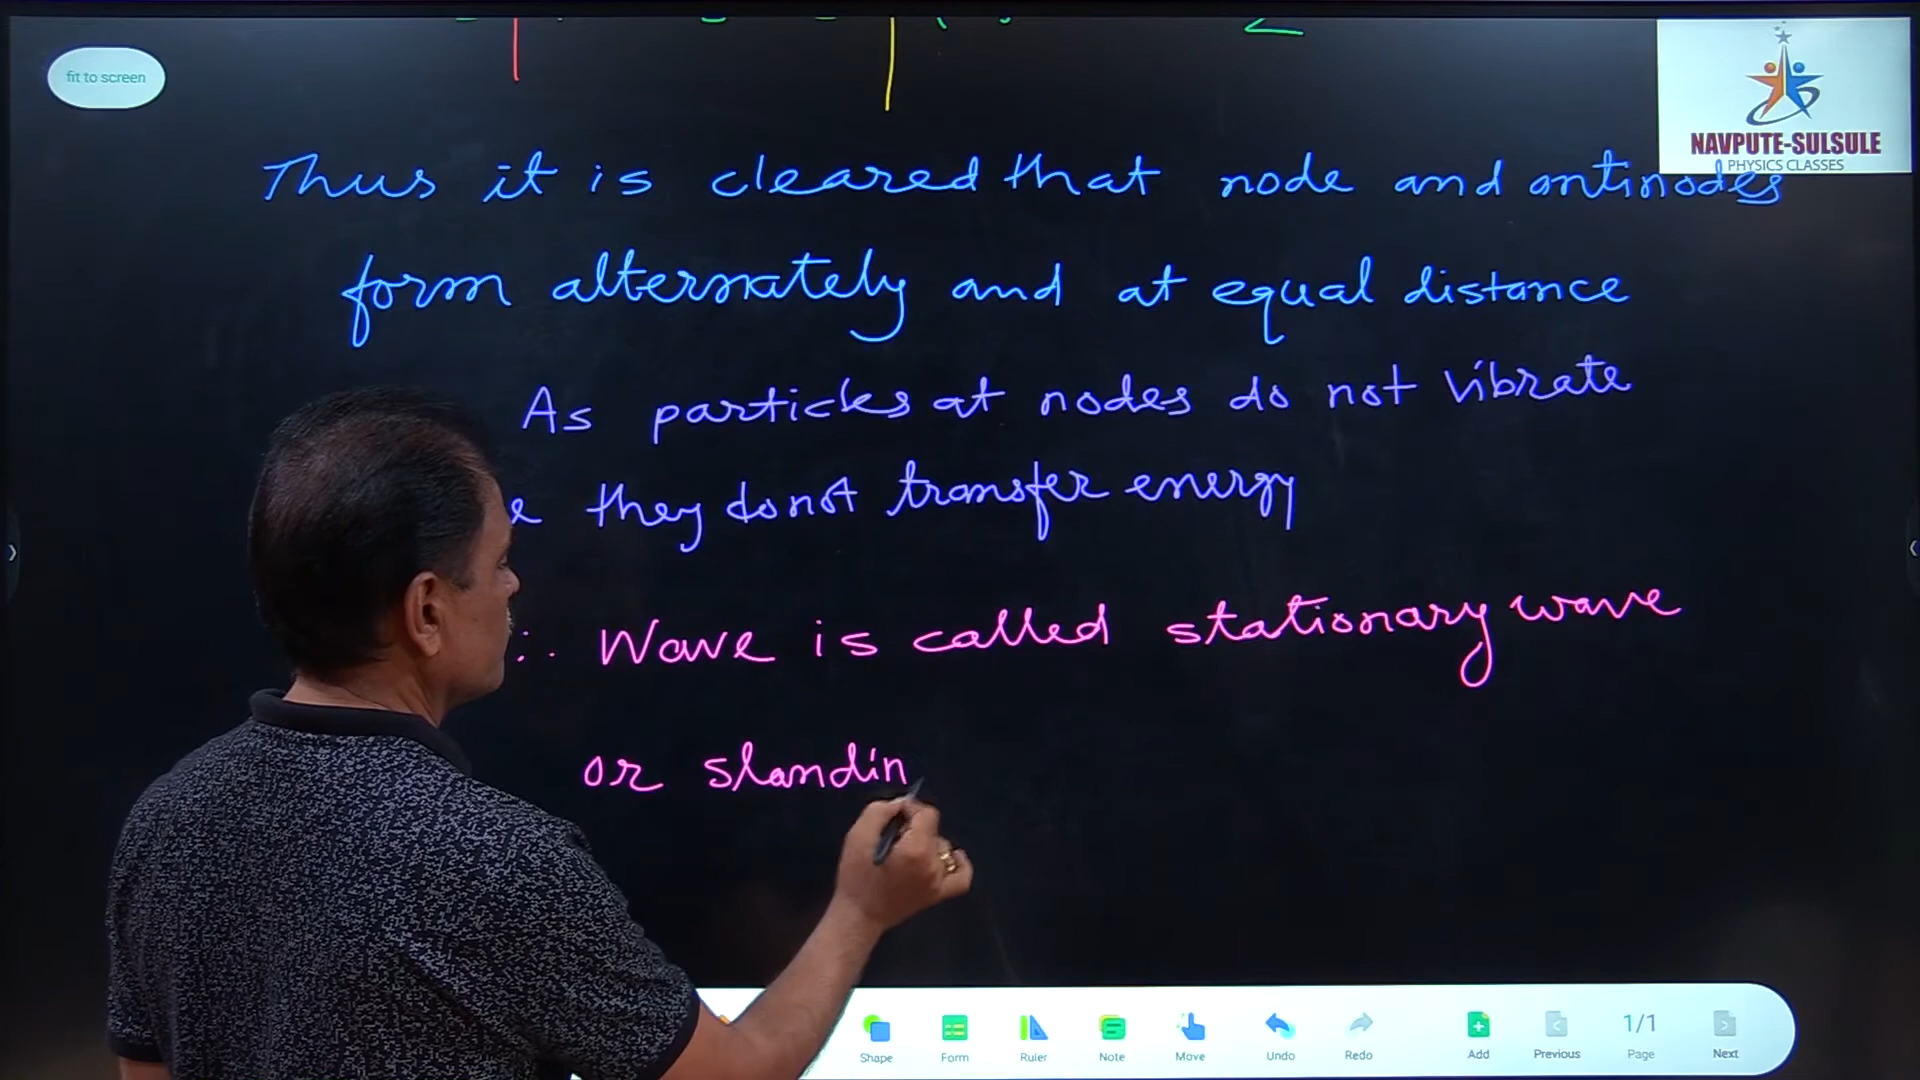 fit to screen
NAVPUTE-SULSULE
PHYSICS CLASSES
Thus it is cleared that node and antinodes
form alternately and at equal distance
As particles at nodes do not vibrate
they do not transfer energy
∴ Wave is called stationary wave
or standin
Shape Form Ruler Note Move Undo Redo Add Previous 1/1 Page Next